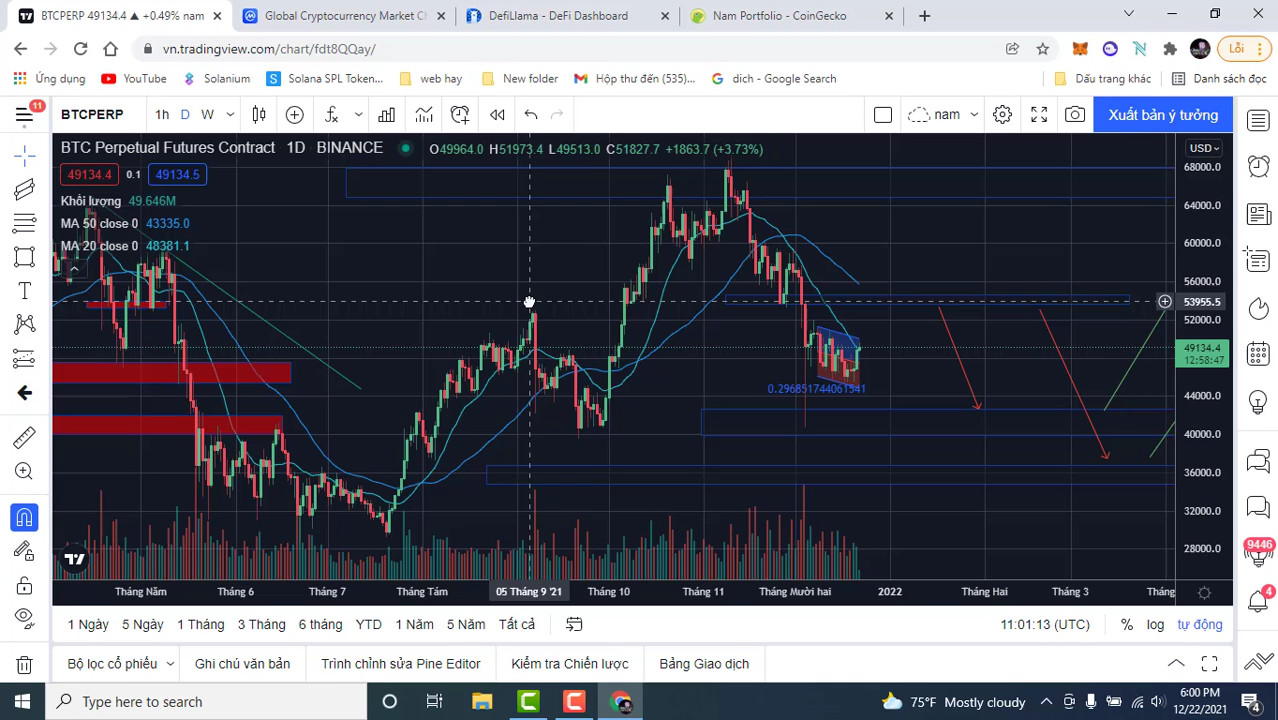 BTCPERP 49134.4 ▲ +0.49% nam
Global Cryptocurrency Market C
DefiLlama - DeFi Dashboard
Nam Portfolio - CoinGecko
vn.tradingview.com/chart/fdt8QQay/
Lỗi
Ứng dụng
YouTube
Solanium
Solana SPL Token...
web hay
New folder
Hộp thư đến (535)...
dich - Google Search
Dấu trang khác
Danh sách đọc
11
BTCPERP
1h
D
W
nam
Xuất bản ý tưởng
BTC Perpetual Futures Contract · 1D · BINANCE
O49964.0 H51973.4 L49513.0 C51827.7 +1863.7 (+3.73%)
USD
49134.4
0.1
49134.5
Khối lượng 49.646M
MA 50 close 0 43335.0
MA 20 close 0 48381.1
68000.0
64000.0
60000.0
56000.0
53955.5
52000.0
49134.4
12:58:47
44000.0
40000.0
36000.0
32000.0
28000.0
0.296851744061541
Tháng Năm
Tháng 6
Tháng 7
Tháng Tám
05 Tháng 9 '21
Tháng 10
Tháng 11
Tháng Mười hai
2022
Tháng Hai
Tháng 3
Tháng
1 Ngày
5 Ngày
1 Tháng
3 Tháng
6 tháng
YTD
1 Năm
5 Năm
Tất cả
11:01:13 (UTC)
%
log
tự động
Bộ lọc cổ phiếu
Ghi chú văn bản
Trình chỉnh sửa Pine Editor
Kiểm tra Chiến lược
Bảng Giao dịch
9446
4
Type here to search
75°F Mostly cloudy
6:00 PM
12/22/2021
4